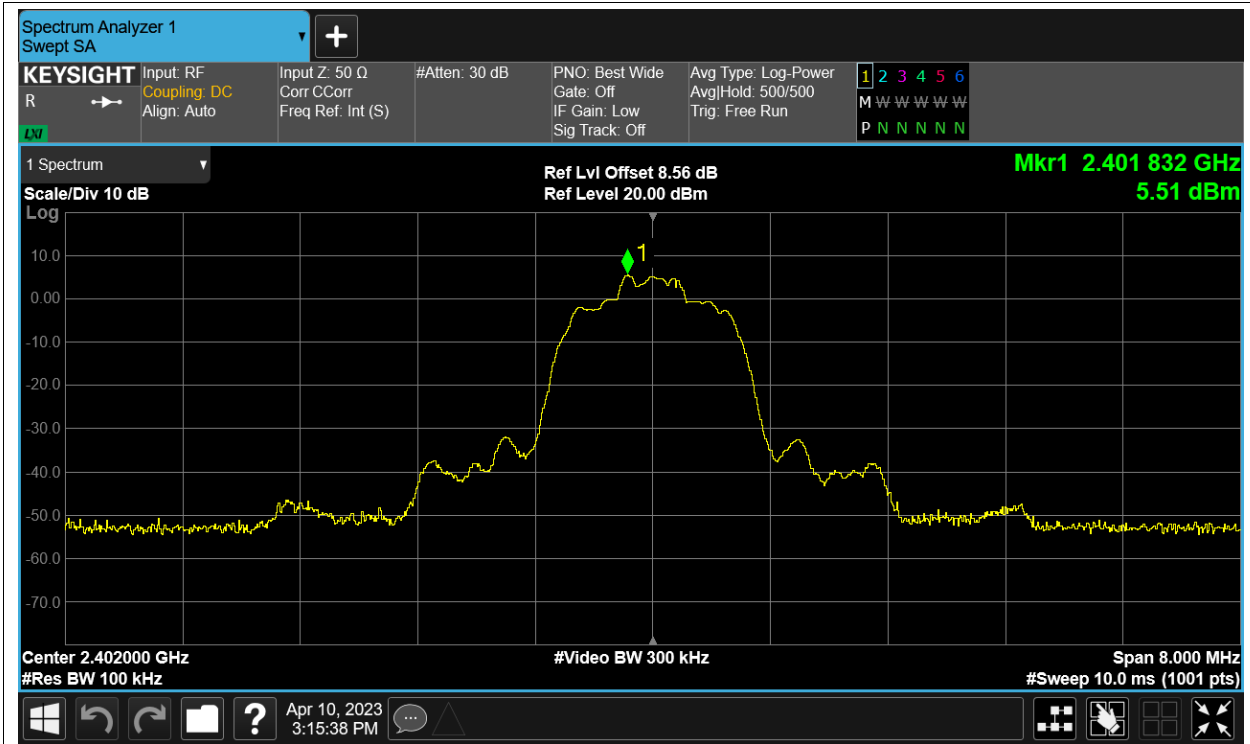 Spectrum Analyzer 1
Swept SA
KEYSIGHT
R
LXI
Input: RF
Coupling: DC
Align: Auto
Input Z: 50 Ω
Corr CCorr
Freq Ref: Int (S)
#Atten: 30 dB
PNO: Best Wide
Gate: Off
IF Gain: Low
Sig Track: Off
Avg Type: Log-Power
Avg|Hold: 500/500
Trig: Free Run
1 2 3 4 5 6
M W W W W W
P N N N N N
1 Spectrum
Scale/Div 10 dB
Log
Ref Lvl Offset 8.56 dB
Ref Level 20.00 dBm
Mkr1 2.401 832 GHz
5.51 dBm
1
10.0
0.00
-10.0
-20.0
-30.0
-40.0
-50.0
-60.0
-70.0
Center 2.402000 GHz
#Res BW 100 kHz
#Video BW 300 kHz
Span 8.000 MHz
#Sweep 10.0 ms (1001 pts)
?
Apr 10, 2023
3:15:38 PM